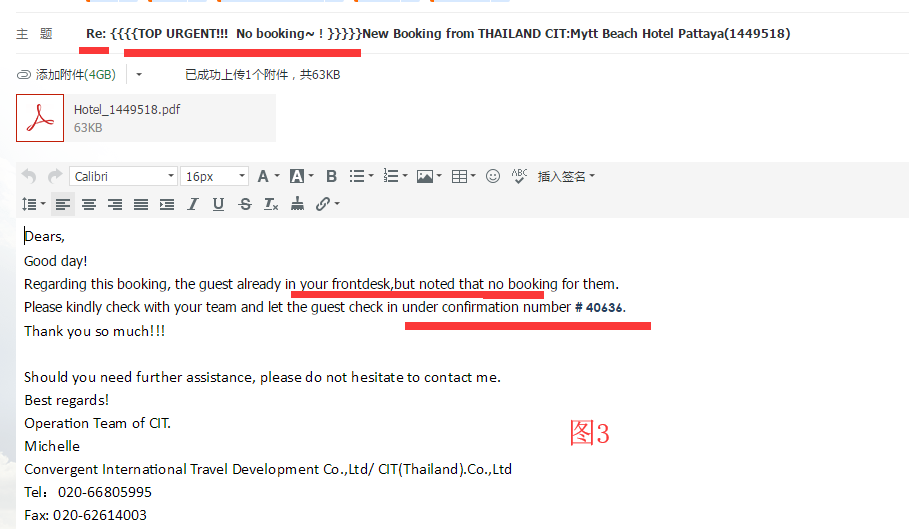 主 题 Re: {{{{TOP URGENT!!! No booking~ ! }}}}}New Booking from THAILAND CIT:Mytt Beach Hotel Pattaya(1449518)
添加附件(4GB) 已成功上传1个附件，共63KB
Hotel_1449518.pdf
63KB
Calibri 16px A A B ABC 插入签名
I U S Tx
Dears,
Good day!
Regarding this booking, the guest already in your frontdesk,but noted that no booking for them.
Please kindly check with your team and let the guest check in under confirmation number # 40636.
Thank you so much!!!
Should you need further assistance, please do not hesitate to contact me.
Best regards!
Operation Team of CIT.
Michelle
Convergent International Travel Development Co.,Ltd/ CIT(Thailand).Co.,Ltd
Tel：020-66805995
Fax: 020-62614003
图3